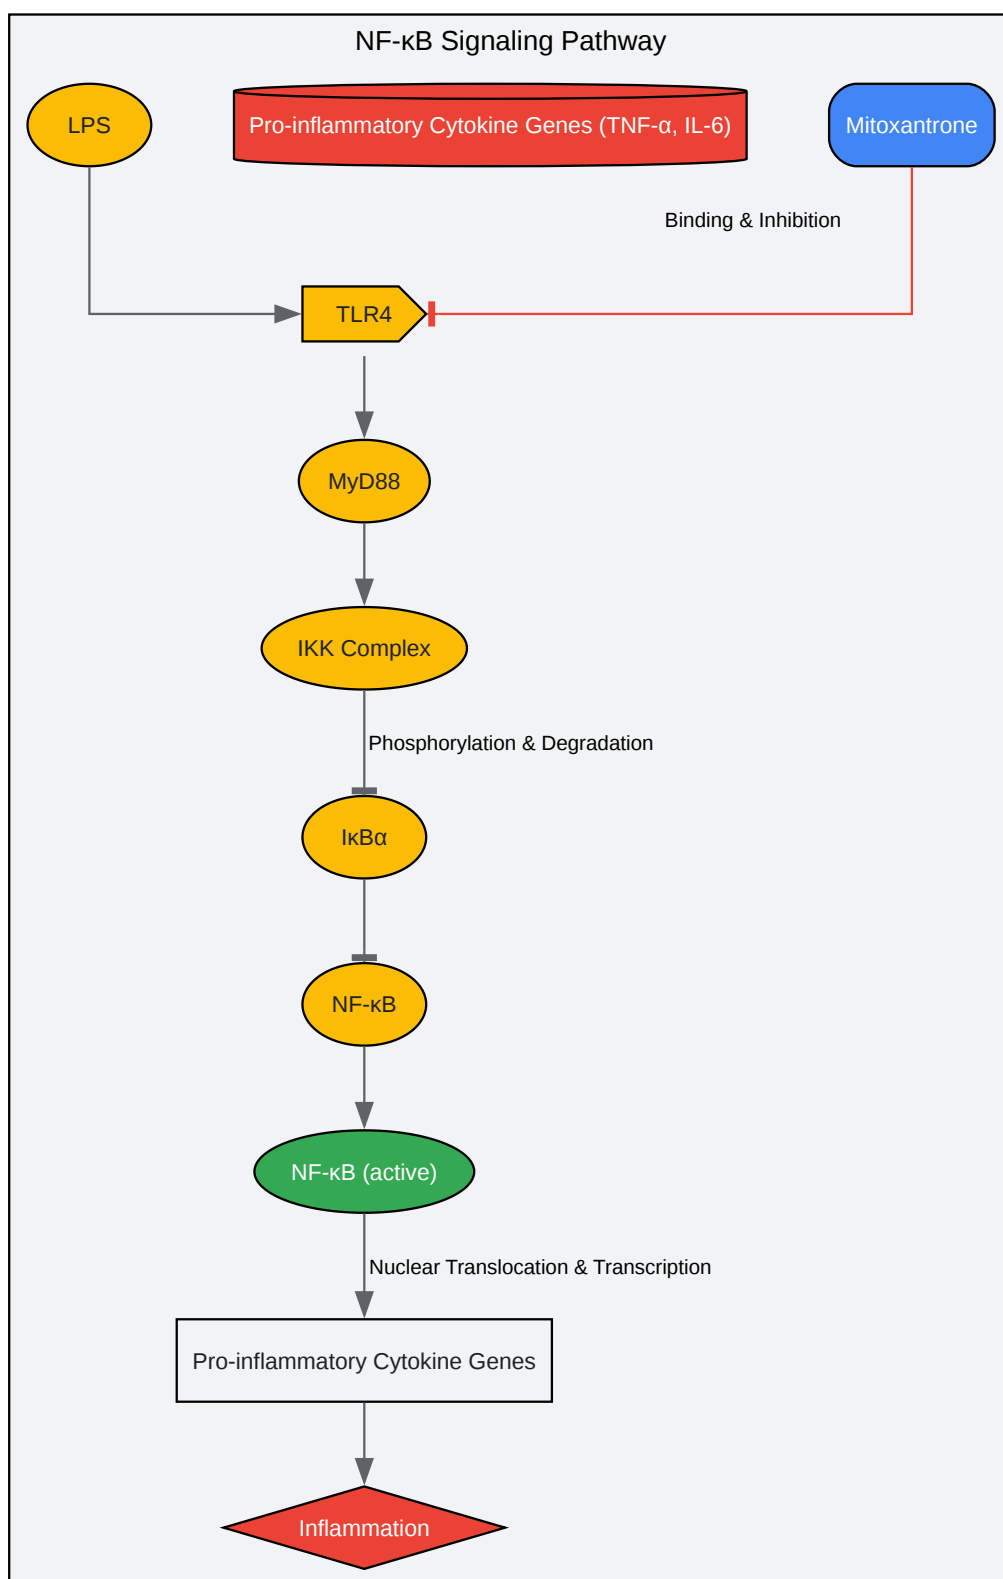 NF-κB Signaling Pathway
LPS
Pro-inflammatory Cytokine Genes (TNF-α, IL-6)
Mitoxantrone
Binding & Inhibition
TLR4
MyD88
IKK Complex
Phosphorylation & Degradation
IκBα
NF-κB
NF-κB (active)
Nuclear Translocation & Transcription
Pro-inflammatory Cytokine Genes
Inflammation